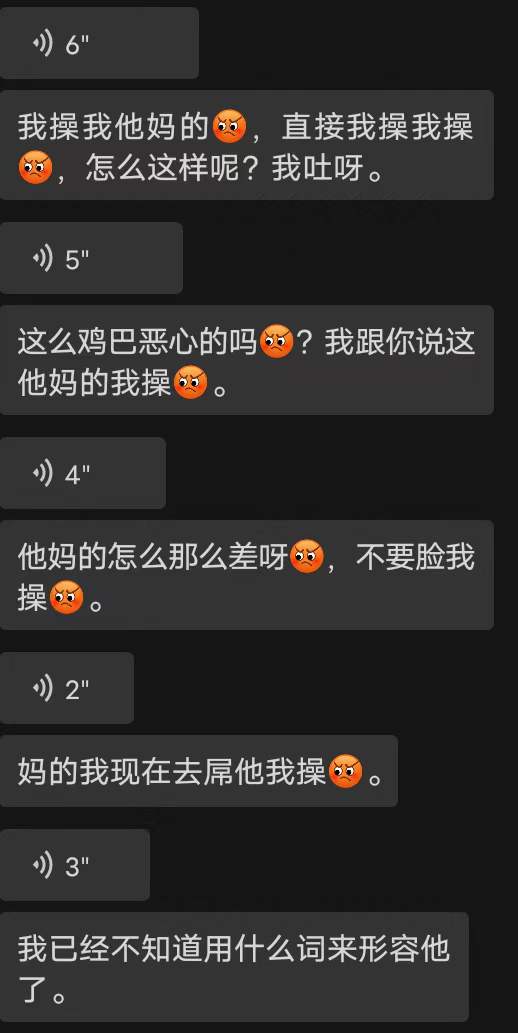 6"
我操我他妈的😡，直接我操我操
😡，怎么这样呢？我吐呀。
5"
这么鸡巴恶心的吗😡？我跟你说这
他妈的我操😡。
4"
他妈的怎么那么差呀😡，不要脸我
操😡。
2"
妈的我现在去屌他我操😡。
3"
我已经不知道用什么词来形容他
了。